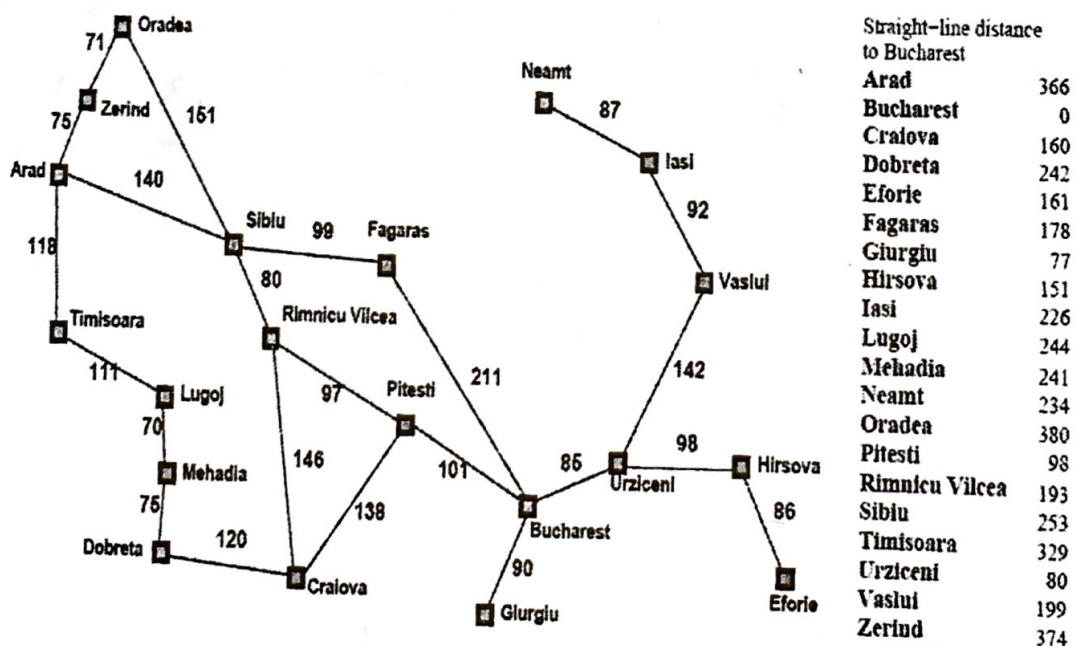 Oradea
71
Zerind
151
75
Arad
140
Sibiu
99
Fagaras
118
80
Rimnicu Vilcea
Timisoara
111
Lugoj
97
Pitesti
211
70
Mehadia
146
101
75
138
Dobreta
120
Craiova
Neamt
87
Iasi
92
Vaslui
142
98
Hirsova
85
Urziceni
86
Bucharest
90
Giurgiu
Eforie
Straight-line distance
to Bucharest
Arad 366
Bucharest 0
Craiova 160
Dobreta 242
Eforie 161
Fagaras 178
Giurgiu 77
Hirsova 151
Iasi 226
Lugoj 244
Mehadia 241
Neamt 234
Oradea 380
Pitesti 98
Rimnicu Vilcea 193
Sibiu 253
Timisoara 329
Urziceni 80
Vaslui 199
Zerind 374